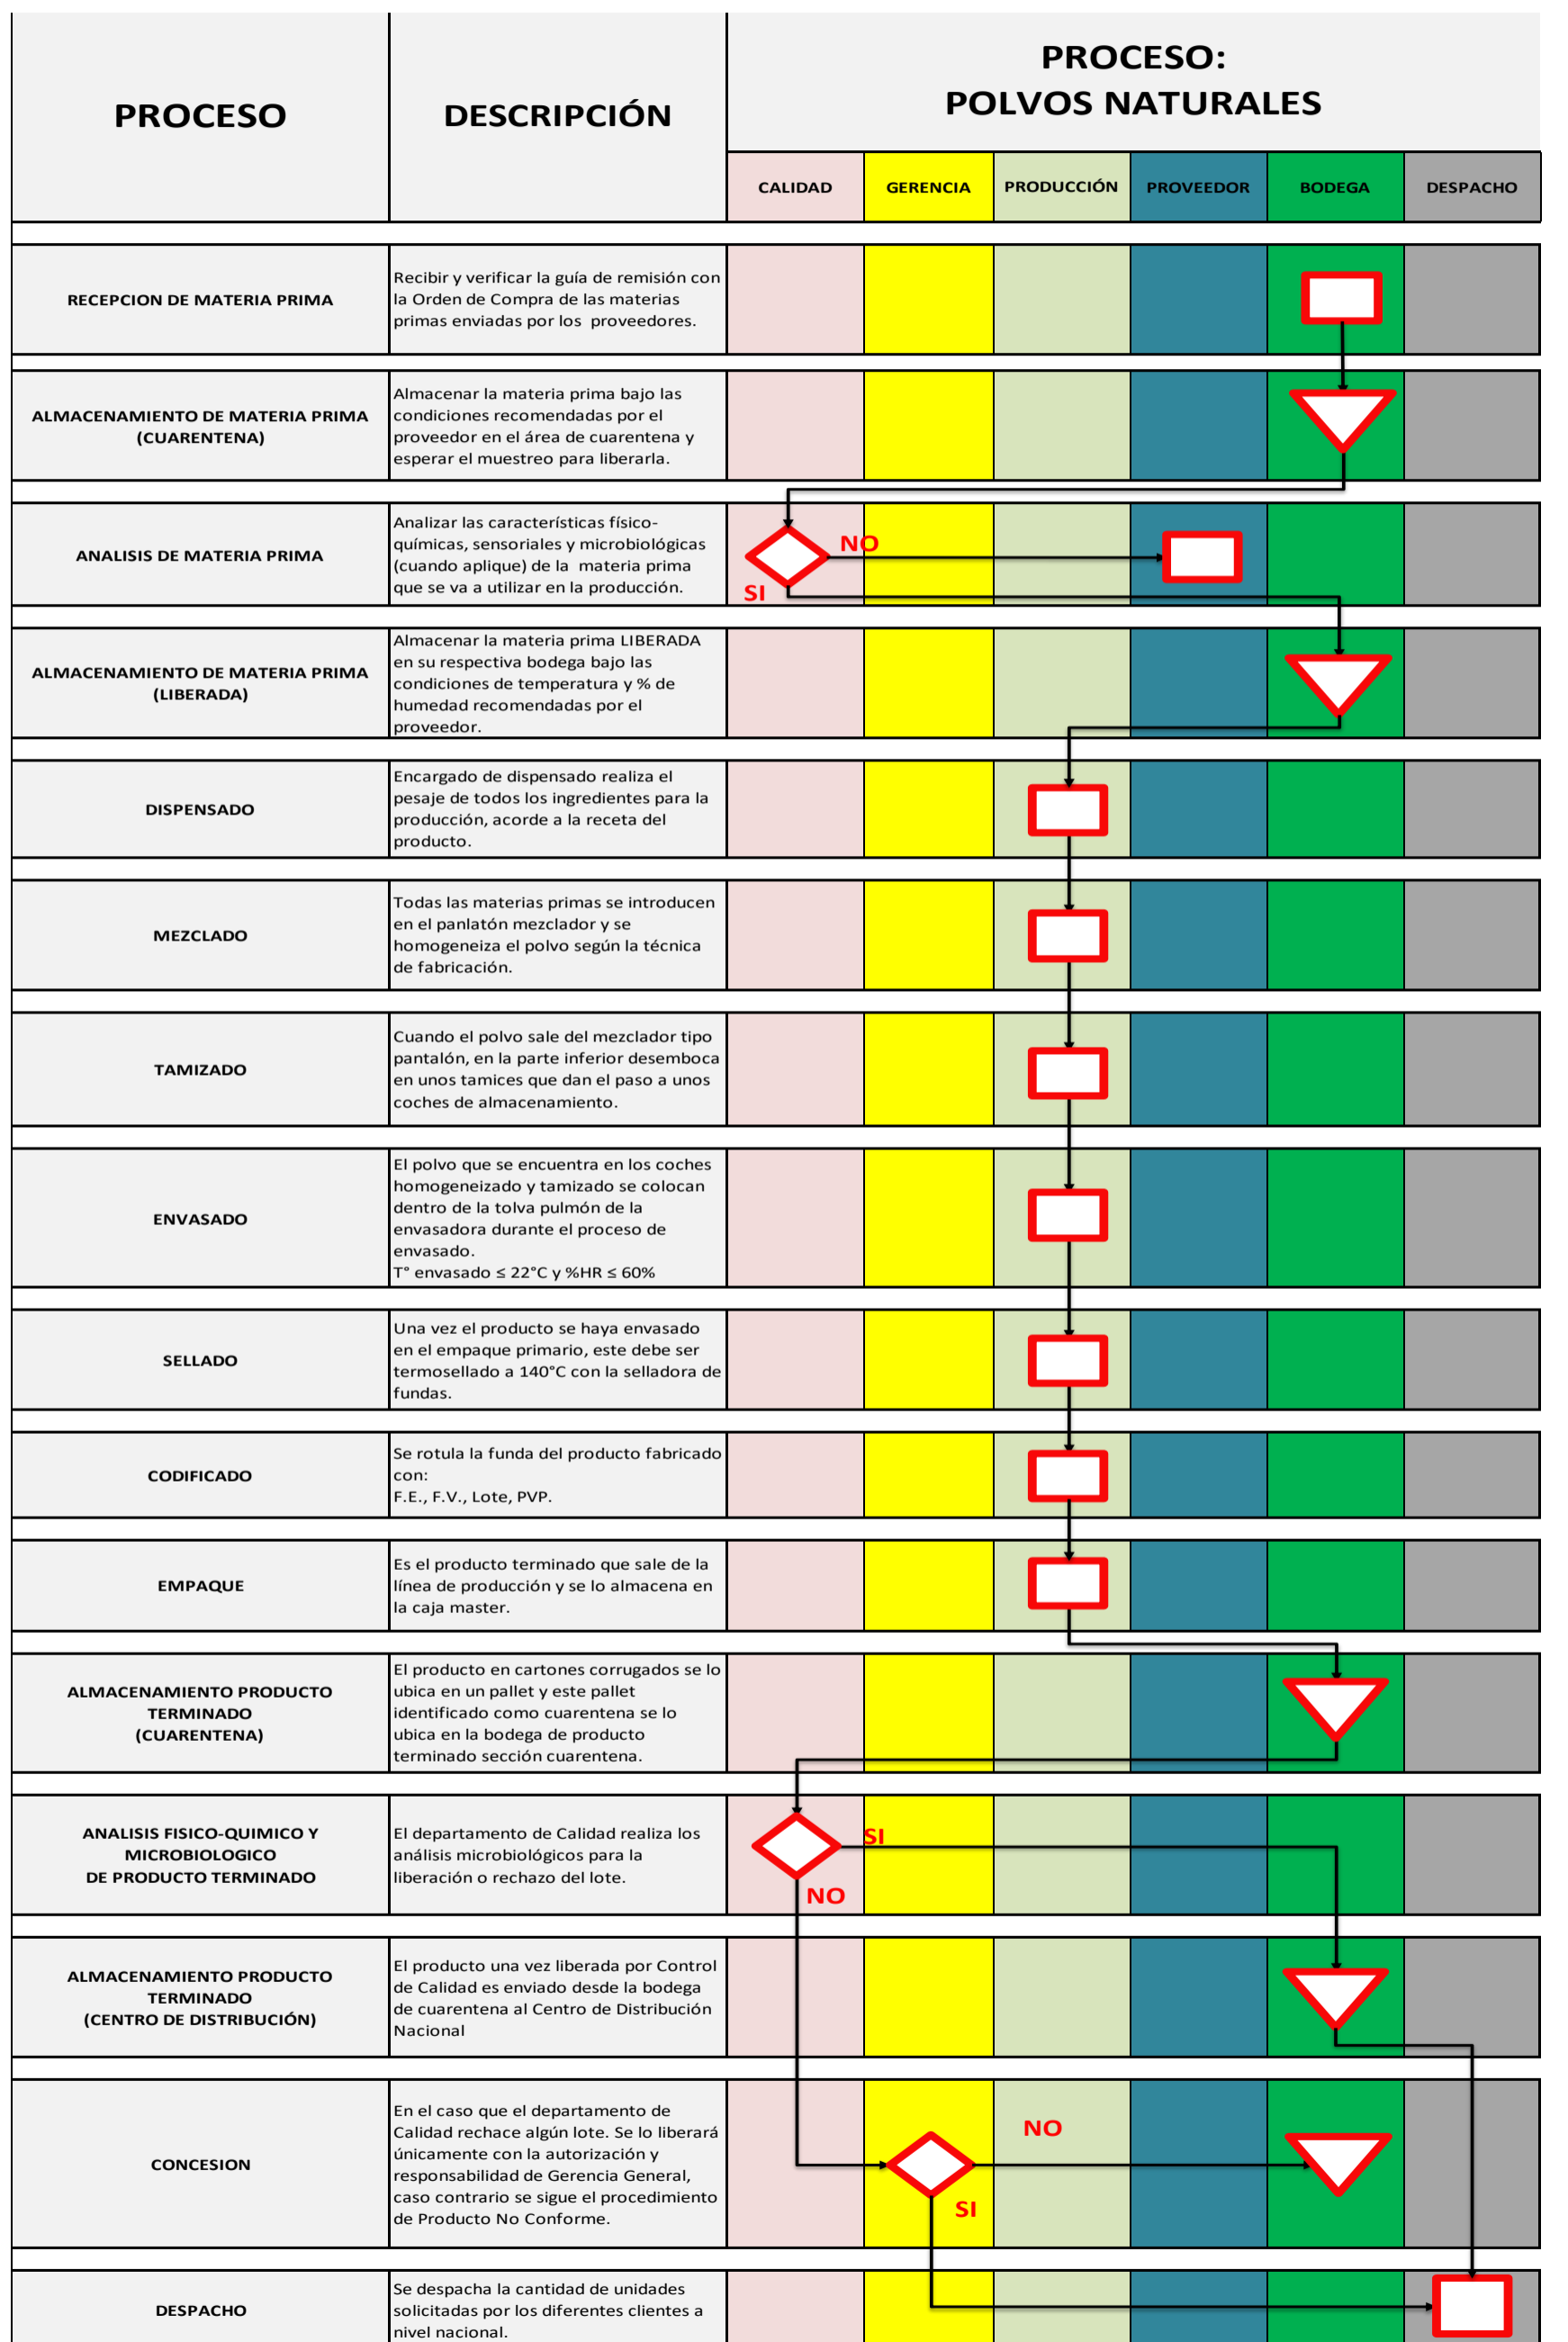 PROCESO
DESCRIPCIÓN
PROCESO:
POLVOS NATURALES
CALIDAD
GERENCIA
PRODUCCIÓN
PROVEEDOR
BODEGA
DESPACHO
RECEPCION DE MATERIA PRIMA
Recibir y verificar la guía de remisión con
la Orden de Compra de las materias
primas enviadas por los  proveedores.
ALMACENAMIENTO DE MATERIA PRIMA
(CUARENTENA)
Almacenar la materia prima bajo las
condiciones recomendadas por el
proveedor en el área de cuarentena y
esperar el muestreo para liberarla.
ANALISIS DE MATERIA PRIMA
Analizar las características físico-
químicas, sensoriales y microbiológicas
(cuando aplique) de la  materia prima
que se va a utilizar en la producción.
NO
SI
ALMACENAMIENTO DE MATERIA PRIMA
(LIBERADA)
Almacenar la materia prima LIBERADA
en su respectiva bodega bajo las
condiciones de temperatura y % de
humedad recomendadas por el
proveedor.
DISPENSADO
Encargado de dispensado realiza el
pesaje de todos los ingredientes para la
producción, acorde a la receta del
producto.
MEZCLADO
Todas las materias primas se introducen
en el panlatón mezclador y se
homogeneiza el polvo según la técnica
de fabricación.
TAMIZADO
Cuando el polvo sale del mezclador tipo
pantalón, en la parte inferior desemboca
en unos tamices que dan el paso a unos
coches de almacenamiento.
ENVASADO
El polvo que se encuentra en los coches
homogeneizado y tamizado se colocan
dentro de la tolva pulmón de la
envasadora durante el proceso de
envasado.
T° envasado ≤ 22°C y %HR ≤ 60%
SELLADO
Una vez el producto se haya envasado
en el empaque primario, este debe ser
termosellado a 140°C con la selladora de
fundas.
CODIFICADO
Se rotula la funda del producto fabricado
con:
F.E., F.V., Lote, PVP.
EMPAQUE
Es el producto terminado que sale de la
línea de producción y se lo almacena en
la caja master.
ALMACENAMIENTO PRODUCTO
TERMINADO
(CUARENTENA)
El producto en cartones corrugados se lo
ubica en un pallet y este pallet
identificado como cuarentena se lo
ubica en la bodega de producto
terminado sección cuarentena.
ANALISIS FISICO-QUIMICO Y
MICROBIOLOGICO
DE PRODUCTO TERMINADO
El departamento de Calidad realiza los
análisis microbiológicos para la
liberación o rechazo del lote.
SI
NO
ALMACENAMIENTO PRODUCTO
TERMINADO
(CENTRO DE DISTRIBUCIÓN)
El producto una vez liberada por Control
de Calidad es enviado desde la bodega
de cuarentena al Centro de Distribución
Nacional
CONCESION
En el caso que el departamento de
Calidad rechace algún lote. Se lo liberará
únicamente con la autorización y
responsabilidad de Gerencia General,
caso contrario se sigue el procedimiento
de Producto No Conforme.
NO
SI
DESPACHO
Se despacha la cantidad de unidades
solicitadas por los diferentes clientes a
nivel nacional.